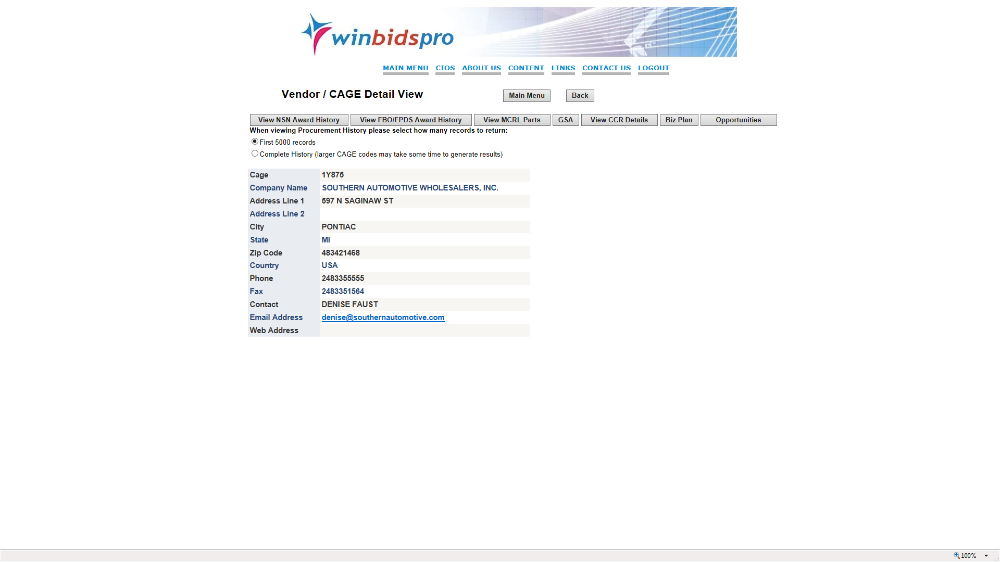 winbidspro
MAIN MENU CIOS ABOUT US CONTENT LINKS CONTACT US LOGOUT
Vendor / CAGE Detail View Main Menu Back
View NSN Award History View FBO/FPDS Award History View MCRL Parts GSA View CCR Details Biz Plan Opportunities
When viewing Procurement History please select how many records to return:
First 5000 records
Complete History (larger CAGE codes may take some time to generate results)
Cage 1Y875
Company Name SOUTHERN AUTOMOTIVE WHOLESALERS, INC.
Address Line 1 597 N SAGINAW ST
Address Line 2
City PONTIAC
State MI
Zip Code 483421468
Country USA
Phone 2483355555
Fax 2483351564
Contact DENISE FAUST
Email Address denise@southernautomotive.com
Web Address
100%